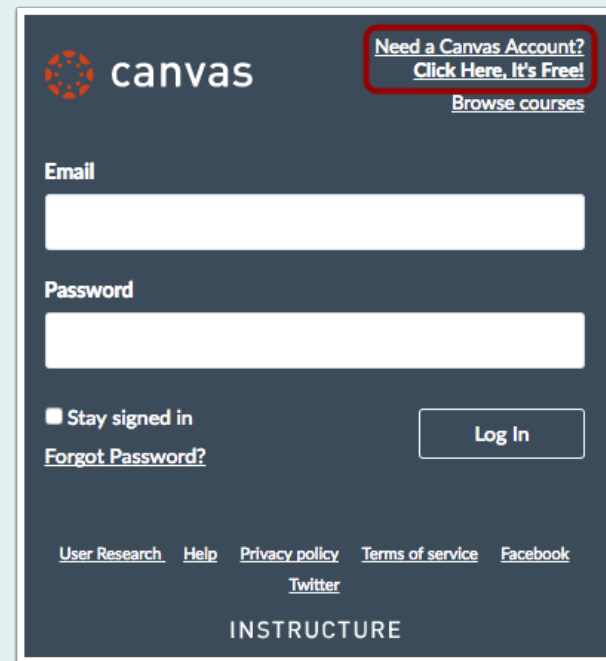 canvas
Need a Canvas Account?
Click Here, It's Free!
Browse courses
Email
Password
Stay signed in
Log In
Forgot Password?
User Research Help Privacy policy Terms of service Facebook
Twitter
INSTRUCTURE